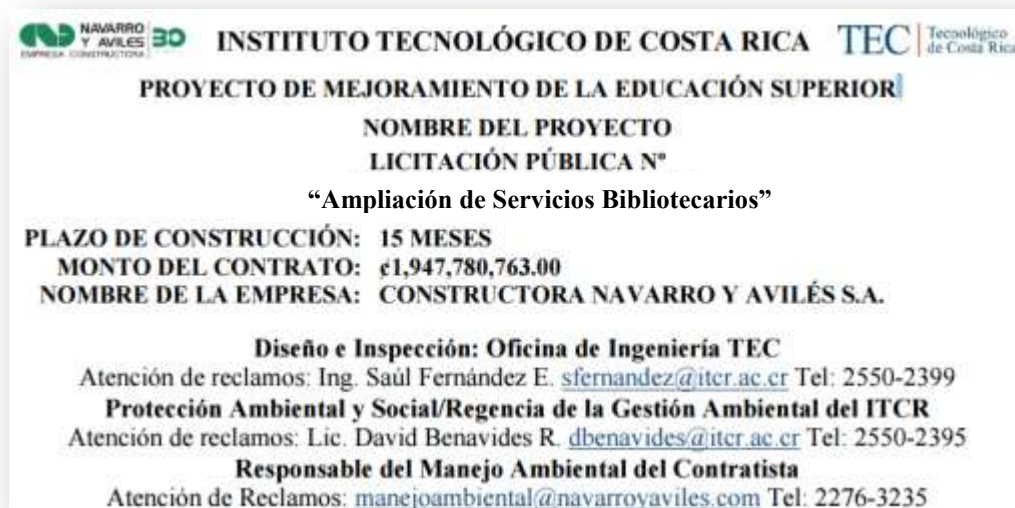 NAVARRO
Y AVILES
EMPRESA CONSTRUCTORA
30
INSTITUTO TECNOLÓGICO DE COSTA RICA
TEC
Tecnológico
de Costa Rica
PROYECTO DE MEJORAMIENTO DE LA EDUCACIÓN SUPERIOR
NOMBRE DEL PROYECTO
LICITACIÓN PÚBLICA Nº
“Ampliación de Servicios Bibliotecarios”
PLAZO DE CONSTRUCCIÓN: 15 MESES
MONTO DEL CONTRATO: ¢1,947,780,763.00
NOMBRE DE LA EMPRESA: CONSTRUCTORA NAVARRO Y AVILÉS S.A.
Diseño e Inspección: Oficina de Ingeniería TEC
Atención de reclamos: Ing. Saúl Fernández E. sfernandez@itcr.ac.cr Tel: 2550-2399
Protección Ambiental y Social/Regencia de la Gestión Ambiental del ITCR
Atención de reclamos: Lic. David Benavides R. dbenavides@itcr.ac.cr Tel: 2550-2395
Responsable del Manejo Ambiental del Contratista
Atención de Reclamos: manejoambiental@navarroyaviles.com Tel: 2276-3235